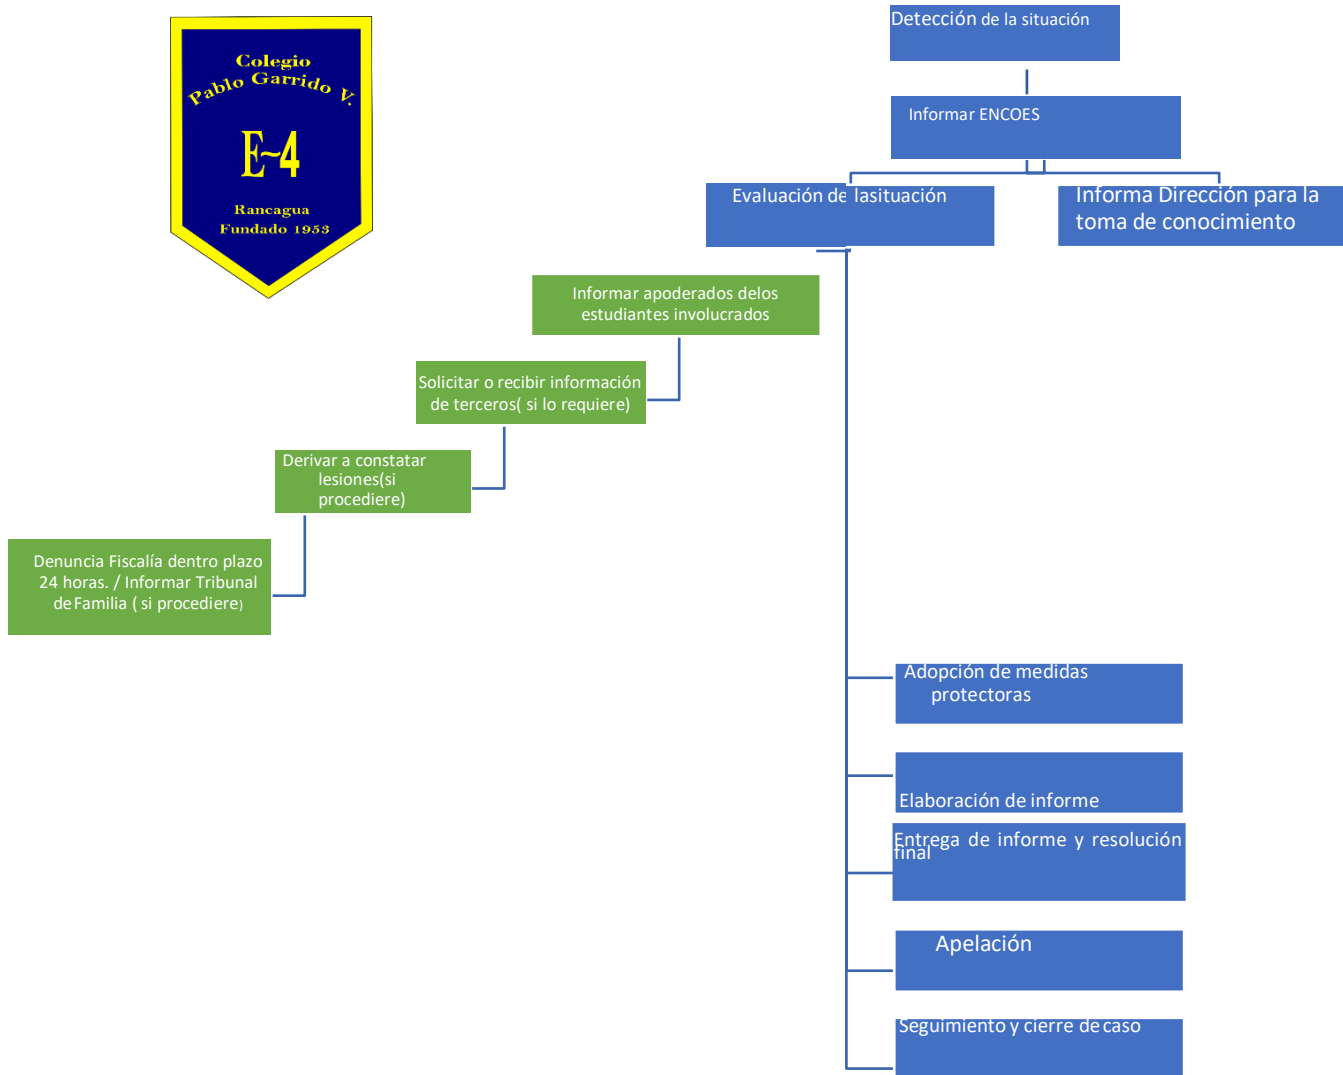 Colegio
Pablo Garrido V.
E~4
Rancagua
Fundado 1953
Detección de la situación
Informar ENCOES
Evaluación de lasituación
Informa Dirección para la
toma de conocimiento
Informar apoderados delos
estudiantes involucrados
Solicitar o recibir información
de terceros( si lo requiere)
Derivar a constatar
lesiones(si
procediere)
Denuncia Fiscalía dentro plazo
24 horas. / Informar Tribunal
de Familia ( si procediere)
Adopción de medidas
protectoras
Elaboración de informe
Entrega de informe y resolución
final
Apelación
Seguimiento y cierre de caso